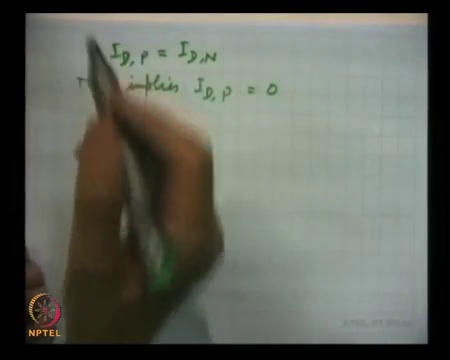 I_D,P = I_D,N
implies I_D,P = 0
NPTEL